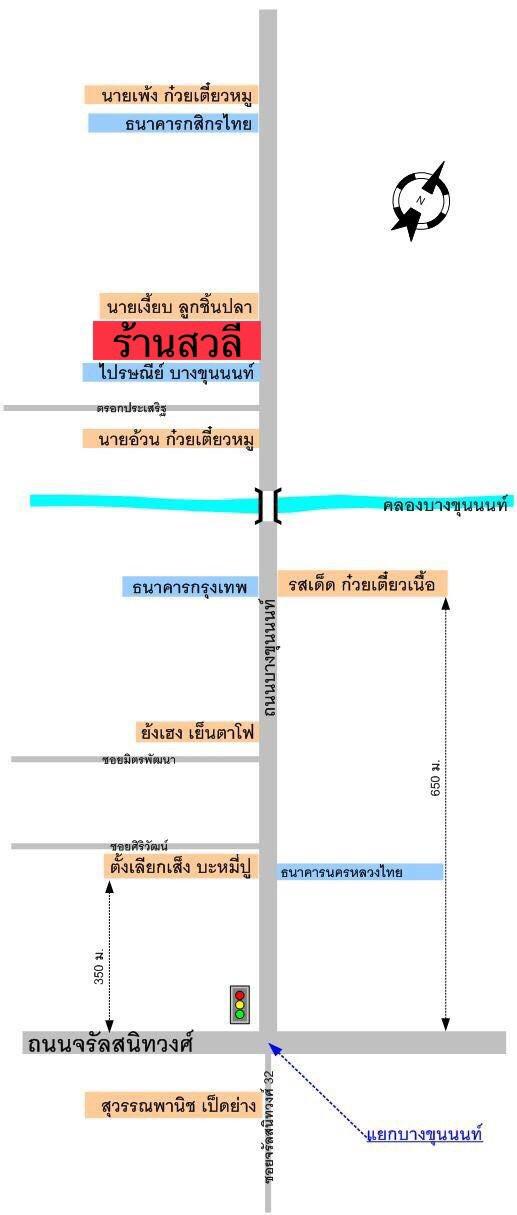 นายเพ้ง ก๋วยเตี๋ยวหมู
ธนาคารกสิกรไทย
N
นายเงี้ยบ ลูกชิ้นปลา
ร้านสวลี
ไปรษณีย์ บางขุนนนท์
ตรอกประเสริฐ
นายอ้วน ก๋วยเตี๋ยวหมู
คลองบางขุนนนท์
ธนาคารกรุงเทพ
รสเด็ด ก๋วยเตี๋ยวเนื้อ
ถนนบางขุนนนท์
ย้งเฮง เย็นตาโฟ
ซอยมิตรพัฒนา
650 ม.
ซอยศิริวัฒน์
ตั้งเลียกเส็ง บะหมี่ปู
ธนาคารนครหลวงไทย
350 ม.
ถนนจรัลสนิทวงศ์
สุวรรณพานิช เป็ดย่าง
ซอยจรัลสนิทวงศ์ 32
แยกบางขุนนนท์